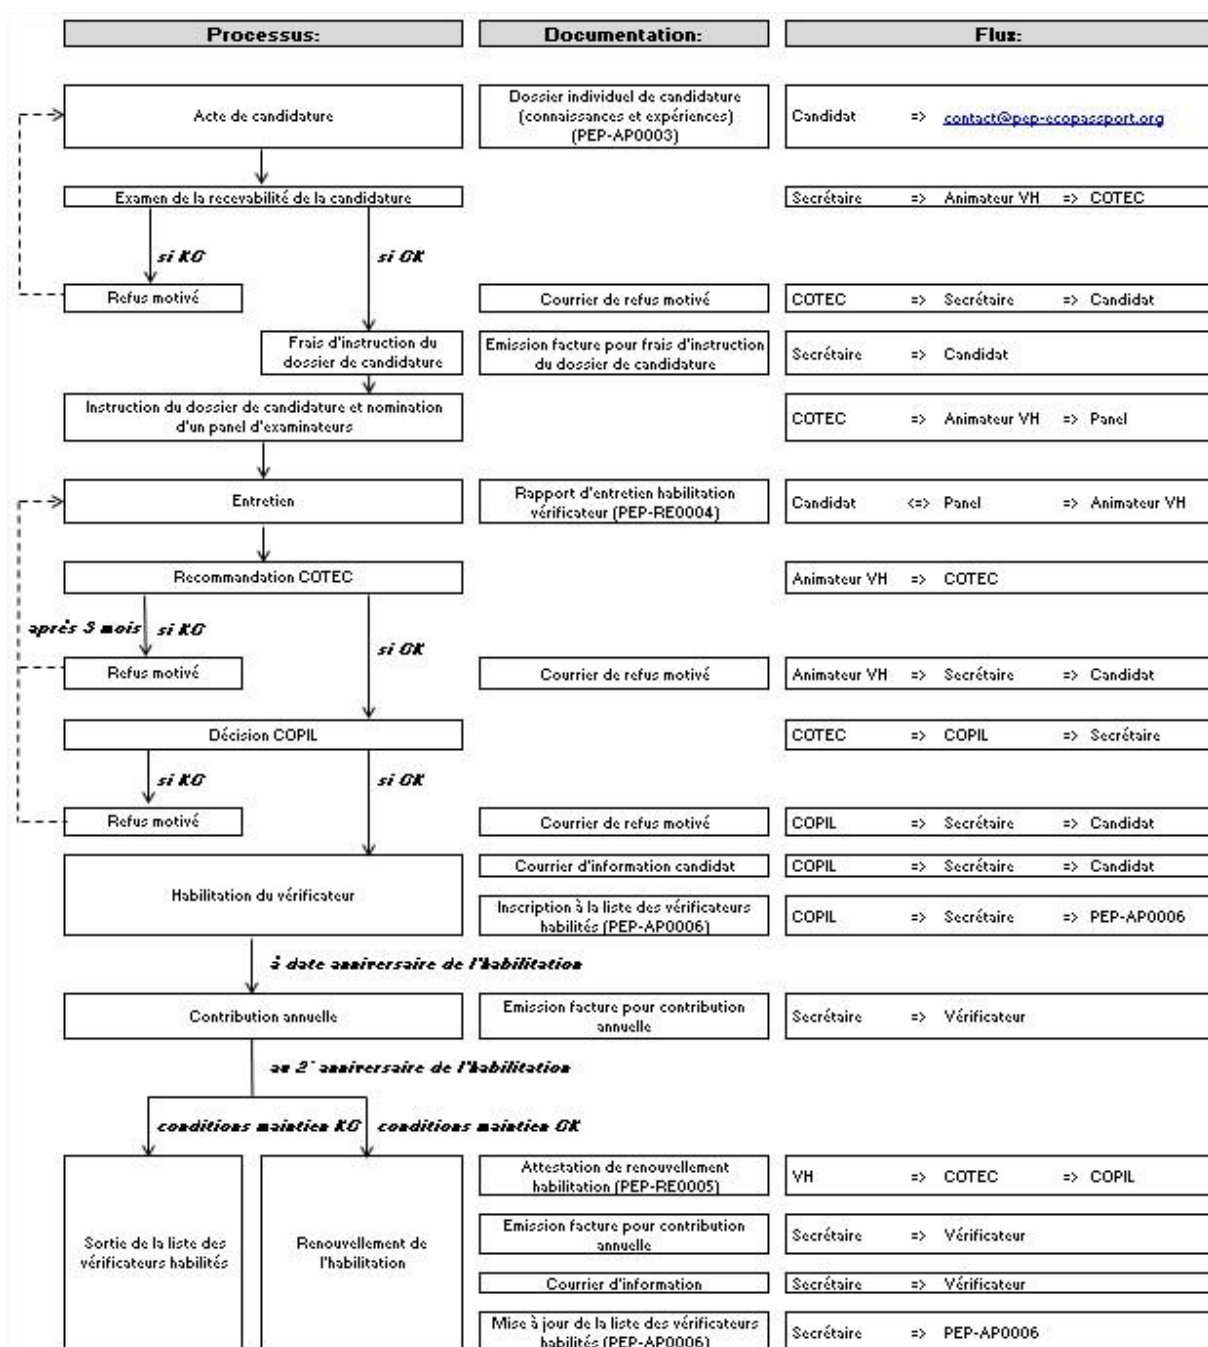 Processus: Documentation: Flux:
Dossier individuel de candidature
Acte de candidature (connaissances et expériences) Candidat => contact@pep-ecopassport.org
(PEP-AP0003)
Examen de la recevabilité de la candidature Secrétaire => Animateur VH => COTEC
si KO si OK
Refus motivé Courrier de refus motivé COTEC => Secrétaire => Candidat
Frais d'instruction du Emission facture pour frais d'instruction
dossier de candidature du dossier de candidature Secrétaire => Candidat
Instruction du dossier de candidature et nomination
d'un panel d'examinateurs COTEC => Animateur VH => Panel
Entretien Rapport d'entretien habilitation
vérificateur (PEP-RE0004) Candidat <=> Panel => Animateur VH
Recommandation COTEC Animateur VH => COTEC
après 3 mois si KO
si OK
Refus motivé Courrier de refus motivé Animateur VH => Secrétaire => Candidat
Décision COPIL COTEC => COPIL => Secrétaire
si KO si OK
Refus motivé Courrier de refus motivé COPIL => Secrétaire => Candidat
Courrier d'information candidat COPIL => Secrétaire => Candidat
Habilitation du vérificateur
Inscription à la liste des vérificateurs
habilités (PEP-AP0006) COPIL => Secrétaire => PEP-AP0006
à date anniversaire de l'habilitation
Contribution annuelle Emission facture pour contribution
annuelle Secrétaire => Vérificateur
au 2° anniversaire de l'habilitation
conditions maintien KO conditions maintien OK
Attestation de renouvellement
habilitation (PEP-RE0005) VH => COTEC => COPIL
Emission facture pour contribution
annuelle Secrétaire => Vérificateur
Sortie de la liste des Renouvellement de
vérificateurs habilités l'habilitation
Courrier d'information Secrétaire => Vérificateur
Mise à jour de la liste des vérificateurs
habilités (PEP-AP0006) Secrétaire => PEP-AP0006